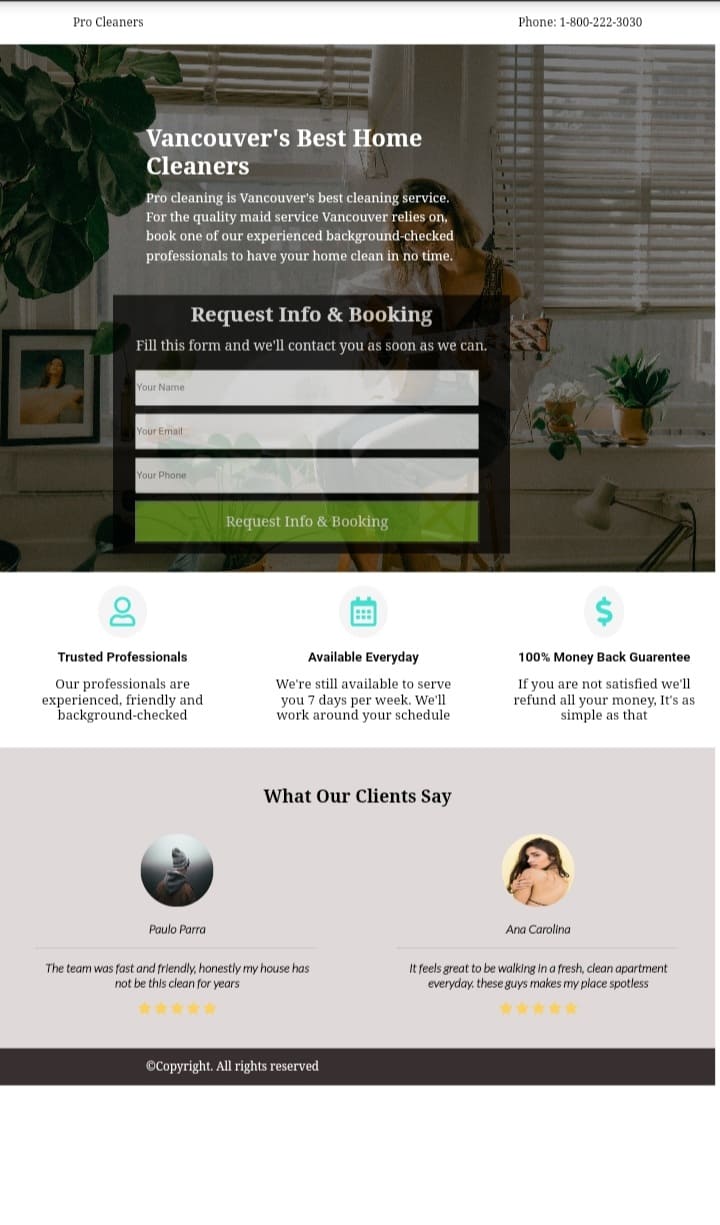 Pro Cleaners
Phone: 1-800-222-3030
Vancouver's Best Home
Cleaners
Pro cleaning is Vancouver's best cleaning service.
For the quality maid service Vancouver relies on,
book one of our experienced background-checked
professionals to have your home clean in no time.
Request Info & Booking
Fill this form and we'll contact you as soon as we can.
Your Name
Your Email
Your Phone
Request Info & Booking
Trusted Professionals
Our professionals are
experienced, friendly and
background-checked
Available Everyday
We're still available to serve
you 7 days per week. We'll
work around your schedule
100% Money Back Guarentee
If you are not satisfied we'll
refund all your money, It's as
simple as that
What Our Clients Say
Paulo Parra
The team was fast and friendly, honestly my house has
not be this clean for years
Ana Carolina
It feels great to be walking in a fresh, clean apartment
everyday. these guys makes my place spotless
©Copyright. All rights reserved